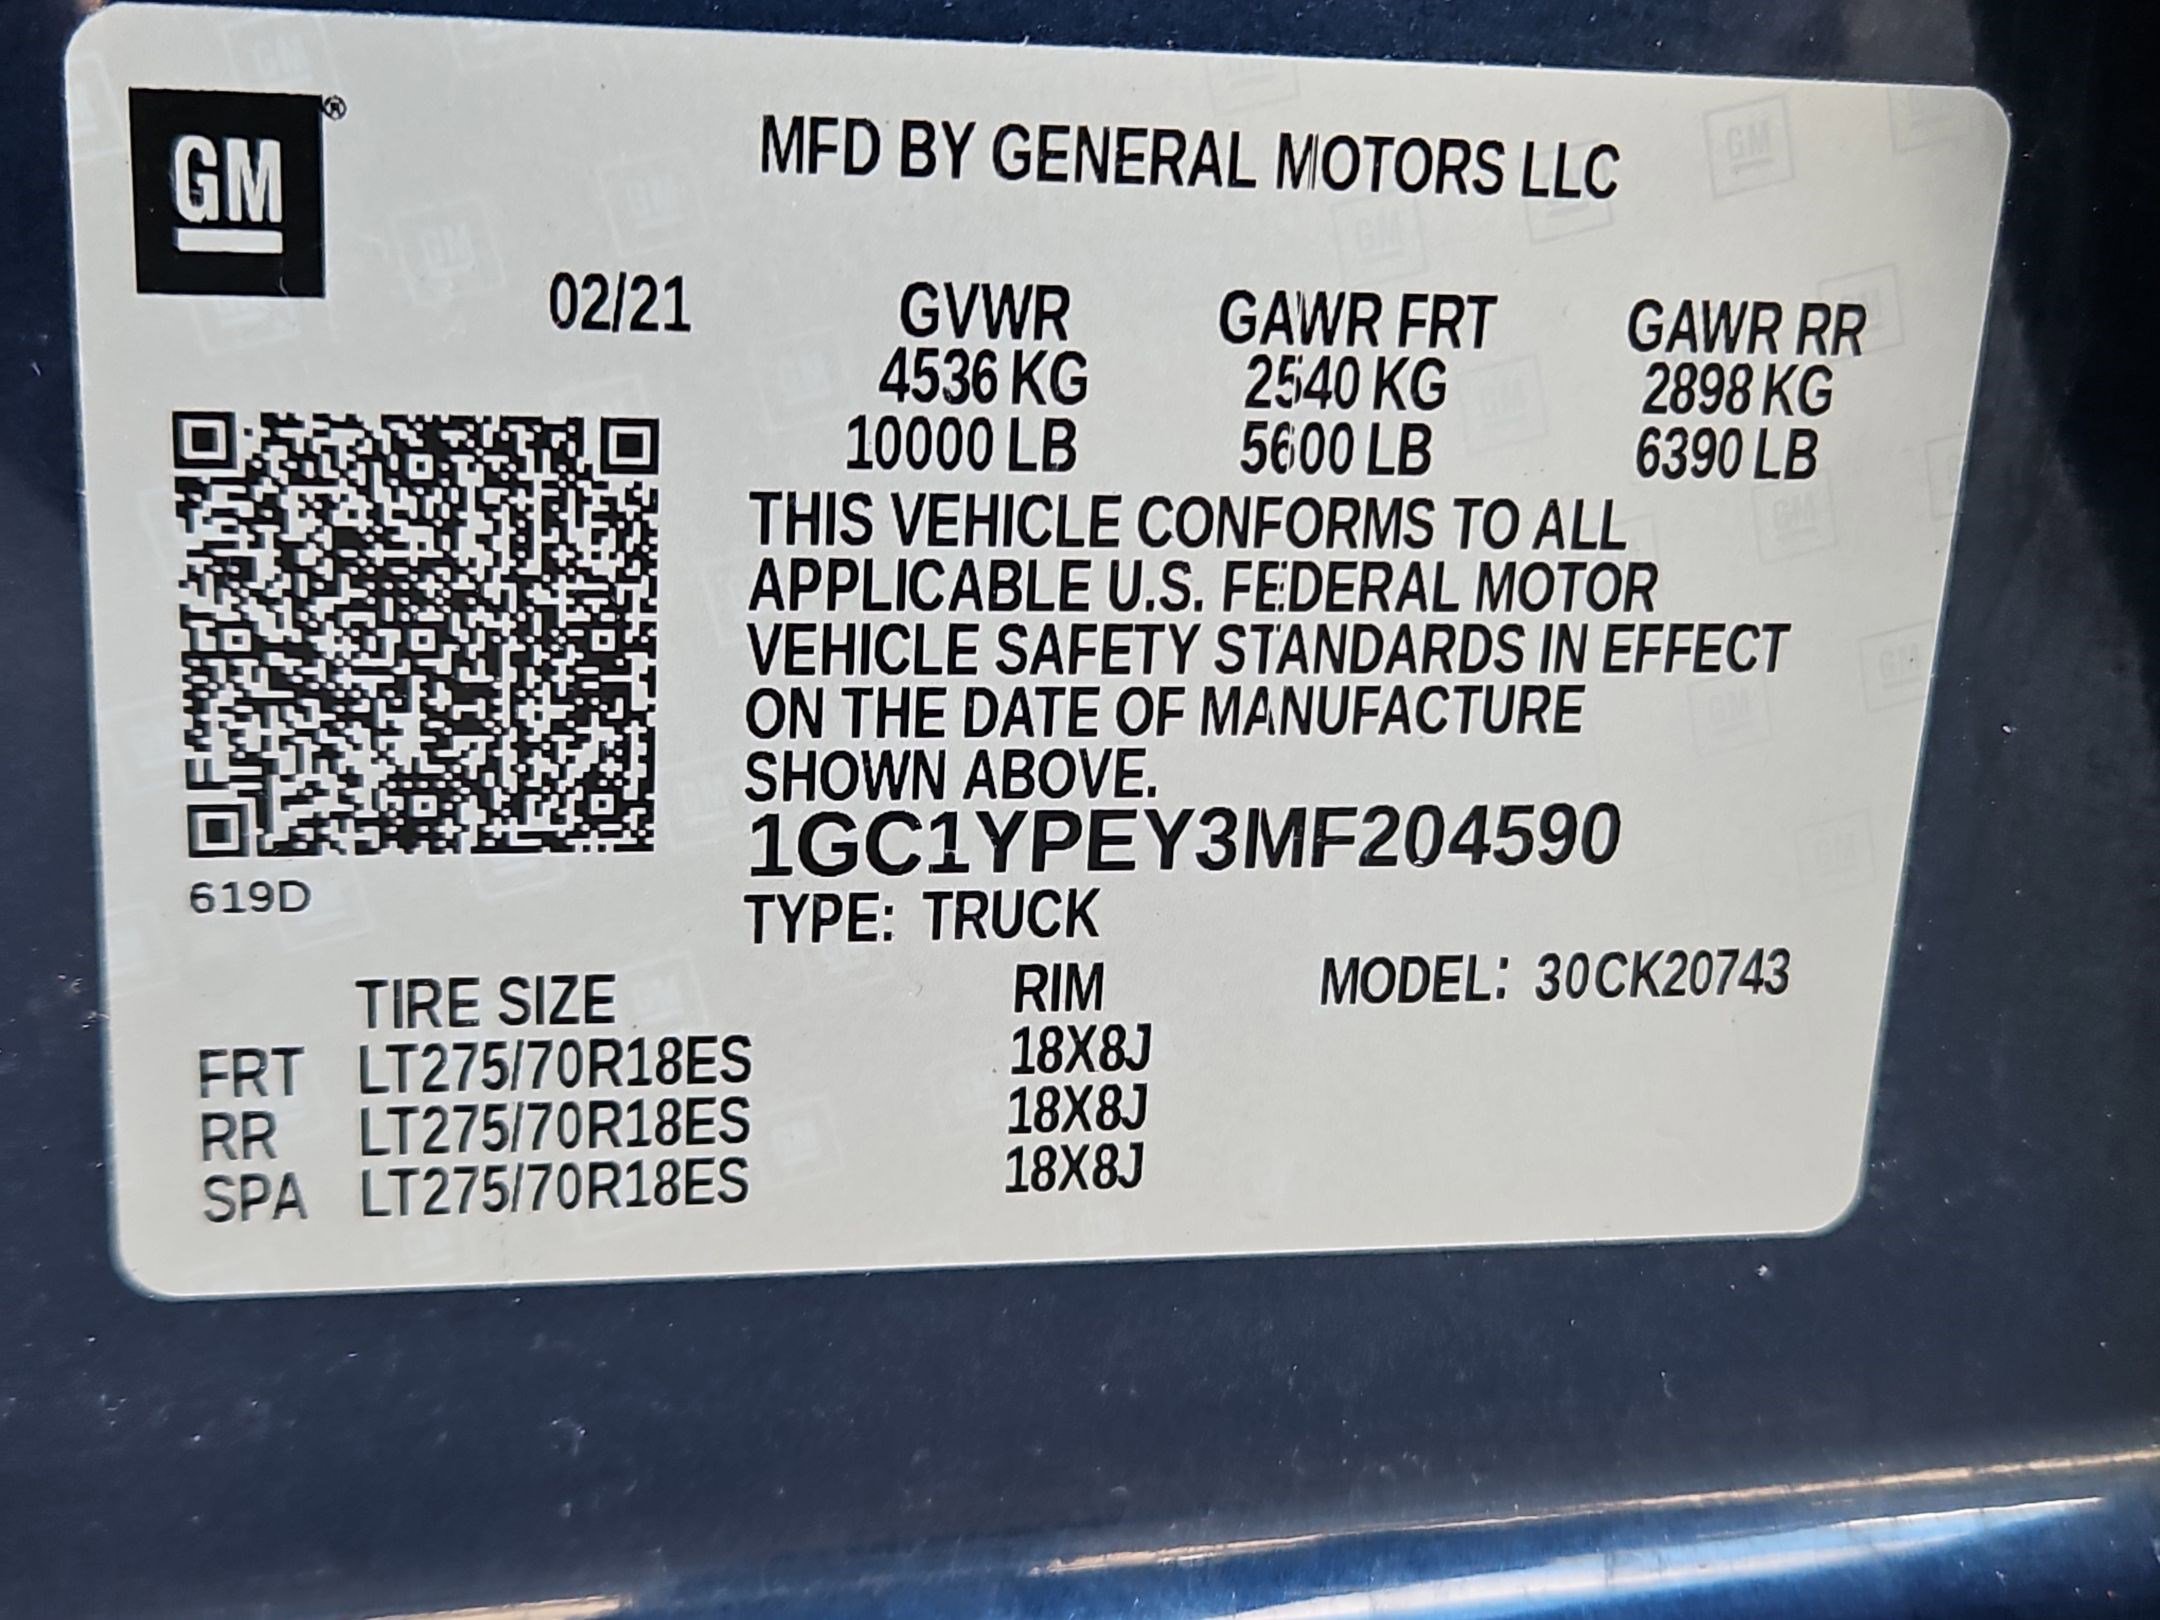 GM®
MFD BY GENERAL MOTORS LLC
02/21
GVWR GAWR FRT GAWR RR
4536 KG 2540 KG 2898 KG
10000 LB 5600 LB 6390 LB
THIS VEHICLE CONFORMS TO ALL
APPLICABLE U.S. FEDERAL MOTOR
VEHICLE SAFETY STANDARDS IN EFFECT
ON THE DATE OF MANUFACTURE
SHOWN ABOVE.
1GC1YPEY3MF204590
619D
TYPE: TRUCK
TIRE SIZE RIM MODEL: 30CK20743
FRT LT275/70R18ES 18X8J
RR LT275/70R18ES 18X8J
SPA LT275/70R18ES 18X8J